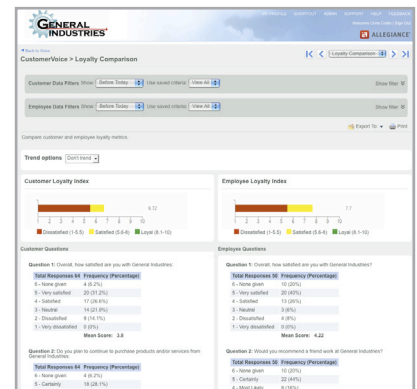 MY PROFILE SHORTCUT ADMIN SUPPORT HELP FEEDBACK
GENERAL
INDUSTRIES
ALLEGIANCE
CustomerVoice > Loyalty Comparison
Loyalty Comparison
Customer Data Filters Show: Before Today Use saved criteria: View All Show filter
Employee Data Filters Show: Before Today Use saved criteria: View All Show filter
Export To Print
Compare customer and employee loyalty metrics.
Trend options Don't trend
Customer Loyalty Index
6.72
1 2 3 4 5 6 7 8 9 10
Dissatisfied (1-5.5) Satisfied (5.6-8) Loyal (8.1-10)
Employee Loyalty Index
7.7
1 2 3 4 5 6 7 8 9 10
Dissatisfied (1-5.5) Satisfied (5.6-8) Loyal (8.1-10)
Customer Questions
Question 1: Overall, how satisfied are you with General Industries:
Total Responses 64 Frequency (Percentage)
6 - None given 4 (6.2%)
5 - Very satisfied 20 (31.2%)
4 - Satisfied 17 (26.6%)
3 - Neutral 14 (21.9%)
2 - Dissatisfied 9 (14.1%)
1 - Very dissatisfied 0 (0%)
Mean Score: 3.8
Question 2: Do you plan to continue to purchase products and/or services from
General Industries:
Total Responses 64 Frequency (Percentage)
6 - None given 4 (6.2%)
5 - Certainly 18 (28.1%)
Employee Questions
Question 1: Overall, how satisfied are you with General Industries?
Total Responses 50 Frequency (Percentage)
6 - None given 10 (20%)
5 - Very satisfied 20 (40%)
4 - Satisfied 13 (26%)
3 - Neutral 3 (6%)
2 - Dissatisfied 4 (8%)
1 - Very dissatisfied 0 (0%)
Mean Score: 4.22
Question 2: Would you recommend a friend work at General Industries?
Total Responses 50 Frequency (Percentage)
6 - None given 10 (20%)
5 - Certainly 22 (44%)
4 - Most Likely 9 (18%)